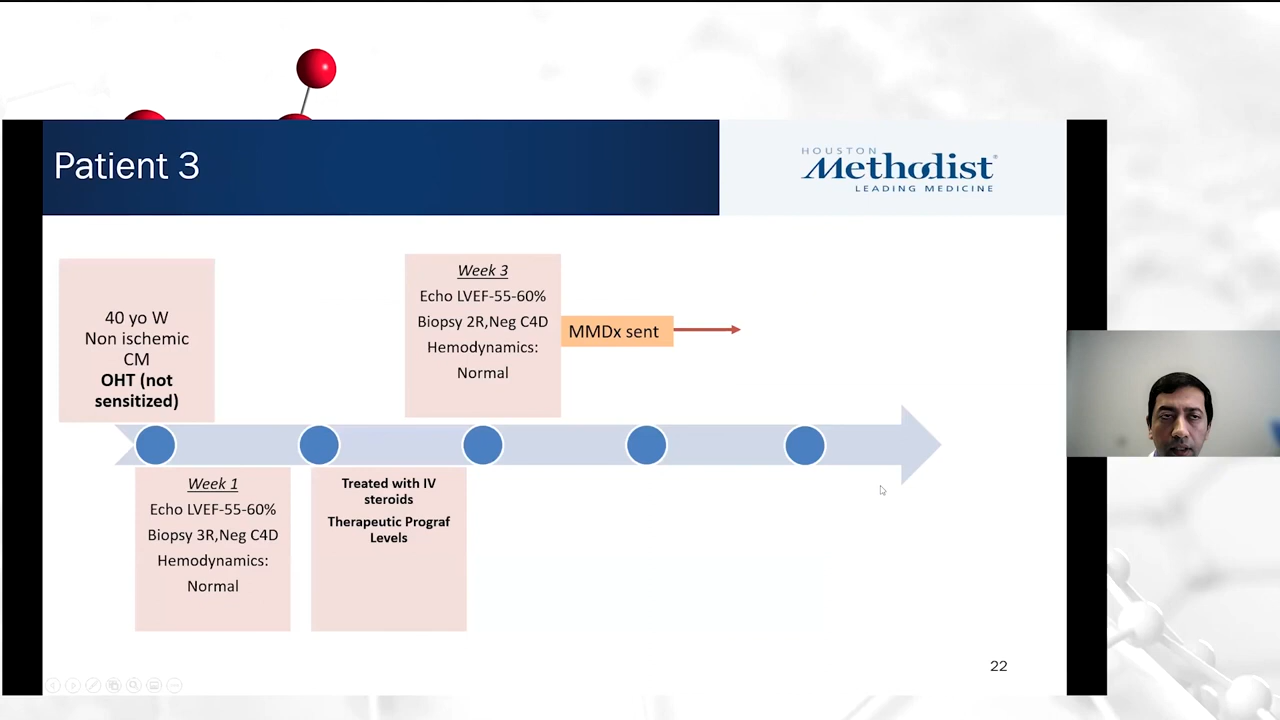 Patient 3
HOUSTON
Methodist
LEADING MEDICINE
40 yo W
Non ischemic
CM
OHT (not
sensitized)
Week 1
Echo LVEF-55-60%
Biopsy 3R,Neg C4D
Hemodynamics:
Normal
Treated with IV
steroids
Therapeutic Prograf
Levels
Week 3
Echo LVEF-55-60%
Biopsy 2R,Neg C4D
Hemodynamics:
Normal
MMDx sent
22